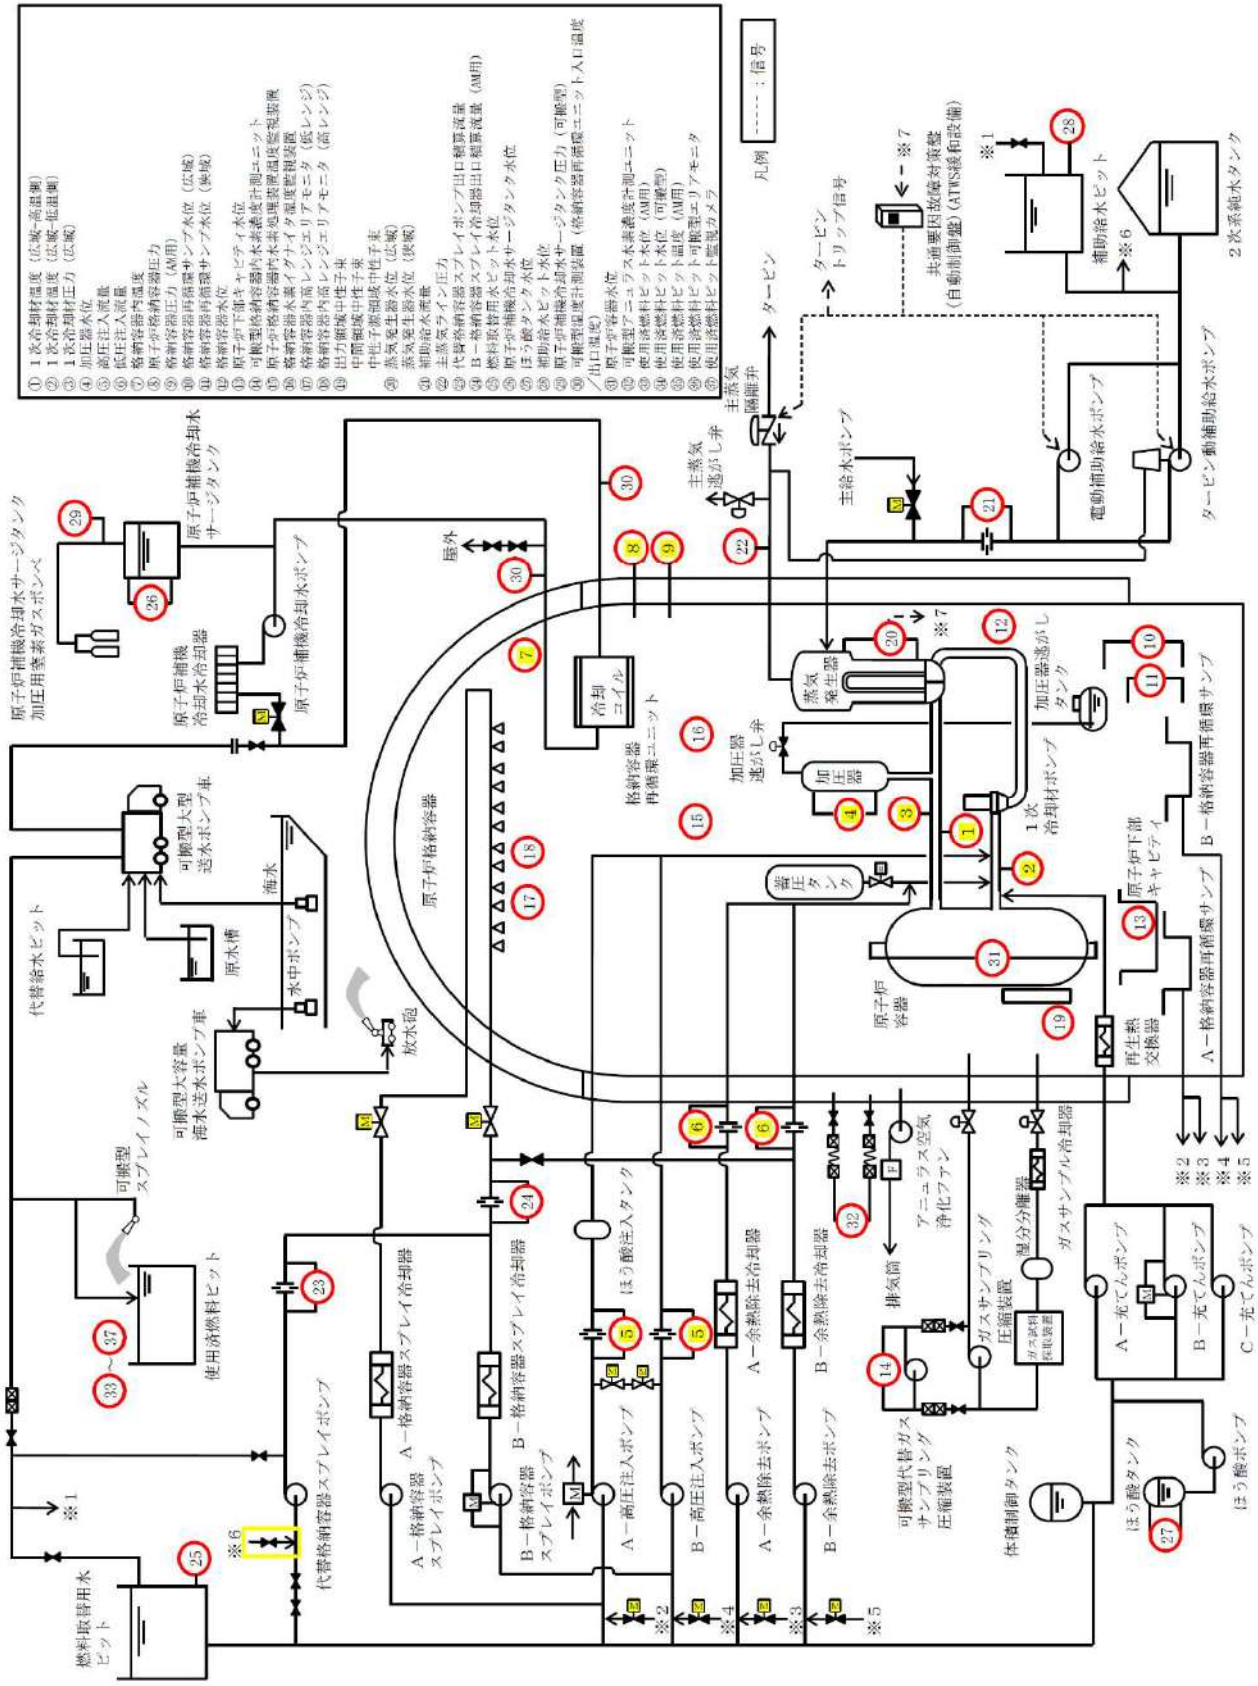 ① 1次冷却材温度（広域−高温側）
② 1次冷却材温度（広域−低温側）
③ 1次冷却材圧力（広域）
④ 加圧器水位
⑤ 高圧注入流量
⑥ 低圧注入流量
⑦ 格納容器内温度
⑧ 原子炉格納容器圧力
⑨ 格納容器圧力（AM用）
⑩ 格納容器再循環サンプ水位（広域）
⑪ 格納容器再循環サンプ水位（狭域）
⑫ 格納容器水位
⑬ 原子炉下部キャビティ水位
⑭ 可搬型格納容器内水素濃度計測ユニット
⑮ 原子炉格納容器内水素処理装置温度監視装置
⑯ 格納容器水素イグナイタ温度監視装置
⑰ 格納容器内高レンジエリアモニタ（低レンジ）
⑱ 格納容器内高レンジエリアモニタ（高レンジ）
⑲ 出力領域中性子束
中間領域中性子束
中性子源領域中性子束
⑳ 蒸気発生器水位（広域）
蒸気発生器水位（狭域）
㉑ 補助給水流量
㉒ 主蒸気ライン圧力
㉓ 代替格納容器スプレイポンプ出口積算流量
㉔ B−格納容器スプレイ冷却器出口積算流量（AM用）
㉕ 燃料取替用水ピット水位
㉖ 原子炉補機冷却水サージタンク水位
㉗ ほう酸タンク水位
㉘ 補助給水ピット水位
㉙ 原子炉補機冷却水サージタンク圧力（可搬型）
㉚ 可搬型温度計測装置（格納容器再循環ユニット入口温度
／出口温度）
㉛ 原子炉容器水位
㉜ 可搬型アニュラス水素濃度計測ユニット
㉝ 使用済燃料ピット水位（AM用）
㉞ 使用済燃料ピット水位（可搬型）
㉟ 使用済燃料ピット温度（AM用）
㊱ 使用済燃料ピット可搬型エリアモニタ
㊲ 使用済燃料ピット監視カメラ
凡例
-----：信号
原子炉補機冷却水サージタンク
加圧用窒素ガスボンベ
29
26
原子炉補機冷却水
サージタンク
原子炉補機
冷却水冷却器
M
原子炉補機冷却水ポンプ
屋外
30
30
8
9
7
冷却
コイル
格納容器
再循環ユニット
16
15
18
17
原子炉格納容器
代替給水ピット
可搬型大型
送水ポンプ車
原水槽
海水
水中ポンプ
可搬型大容量
海水送水ポンプ車
放水砲
可搬型
スプレイノズル
使用済燃料ピット
33
～
37
※1
燃料取替用水
ピット
25
※6
代替格納容器スプレイポンプ
23
24
M
M
A−格納容器スプレイ冷却器
A−格納容器
スプレイポンプ
B−格納容器スプレイ冷却器
B−格納容器
スプレイポンプ
M
M
ほう酸注入タンク
5
5
A−高圧注入ポンプ
B−高圧注入ポンプ
6
6
A−余熱除去冷却器
B−余熱除去冷却器
A−余熱除去ポンプ
B−余熱除去ポンプ
M
※2
M
※4
M
※3
M
※5
32
F
排気筒
アニュラス空気
浄化ファン
14
可搬型代替ガス
サンプリング
圧縮装置
ガスサンプリング
圧縮装置
ガス試料
採取装置
湿分分離器
ガスサンプル冷却器
体積制御タンク
ほう酸タンク
27
ほう酸ポンプ
A−充てんポンプ
M
B−充てんポンプ
C−充てんポンプ
※2
※3
※4
※5
再生熱
交換器
19
原子炉
容器
31
13
原子炉下部
キャビティ
A−格納容器再循環サンプ
B−格納容器再循環サンプ
10
11
12
蓄圧タンク
加圧器
加圧器
逃がし弁
加圧器逃がし
タンク
4
3
1
2
1次
冷却材ポンプ
蒸気
発生器
20
※7
22
主蒸気
逃がし弁
主蒸気
隔離弁
タービン
タービン
トリップ信号
共通要因故障対策盤
（自動制御盤）（ATWS緩和設備）
※7
主給水ポンプ
M
21
電動補助給水ポンプ
タービン動補助給水ポンプ
※1
28
補助給水ピット
※6
2次系純水タンク